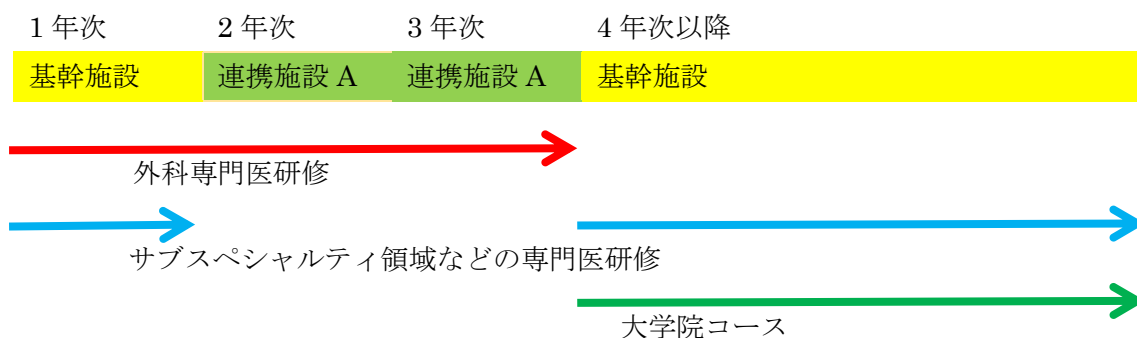 1 年次 2 年次 3 年次 4 年次以降
基幹施設 連携施設 A 連携施設 A 基幹施設
外科専門医研修
サブスペシャルティ領域などの専門医研修
大学院コース